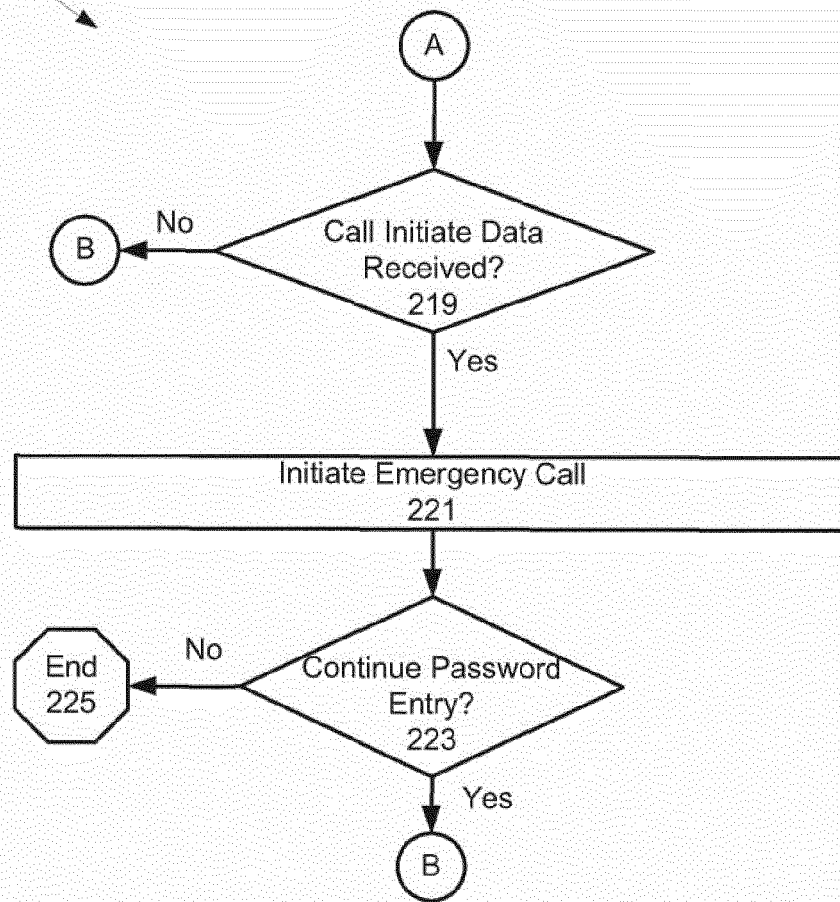 A
Call Initiate Data
Received?
219
No
B
Yes
Initiate Emergency Call
221
Continue Password
Entry?
223
No
End
225
Yes
B